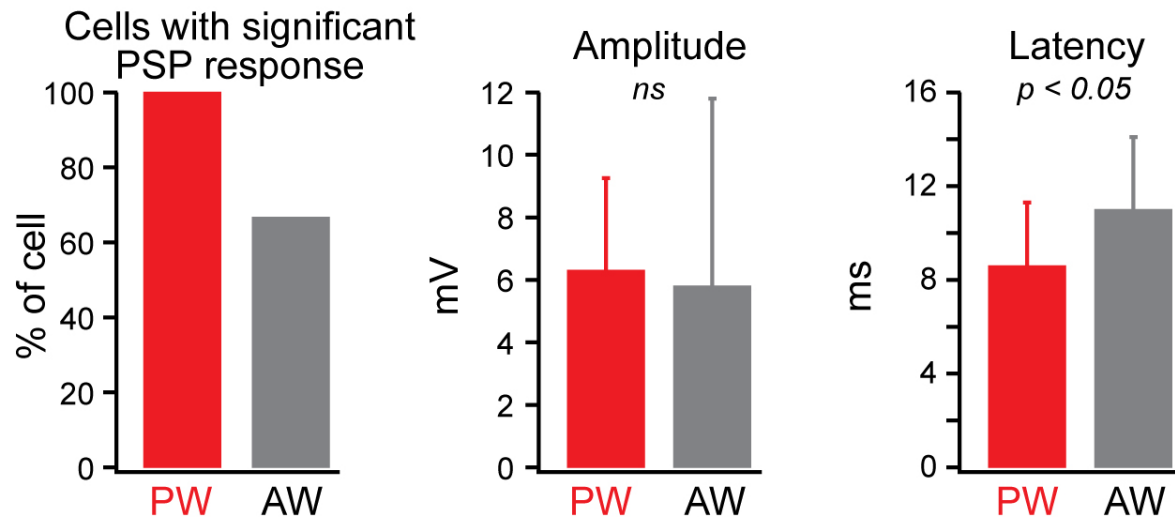 Cells with significant
PSP response
% of cell
100
80
60
40
20
0
PW AW
Amplitude
ns
mV
12
10
8
6
4
2
0
PW AW
Latency
p < 0.05
ms
16
12
8
4
0
PW AW